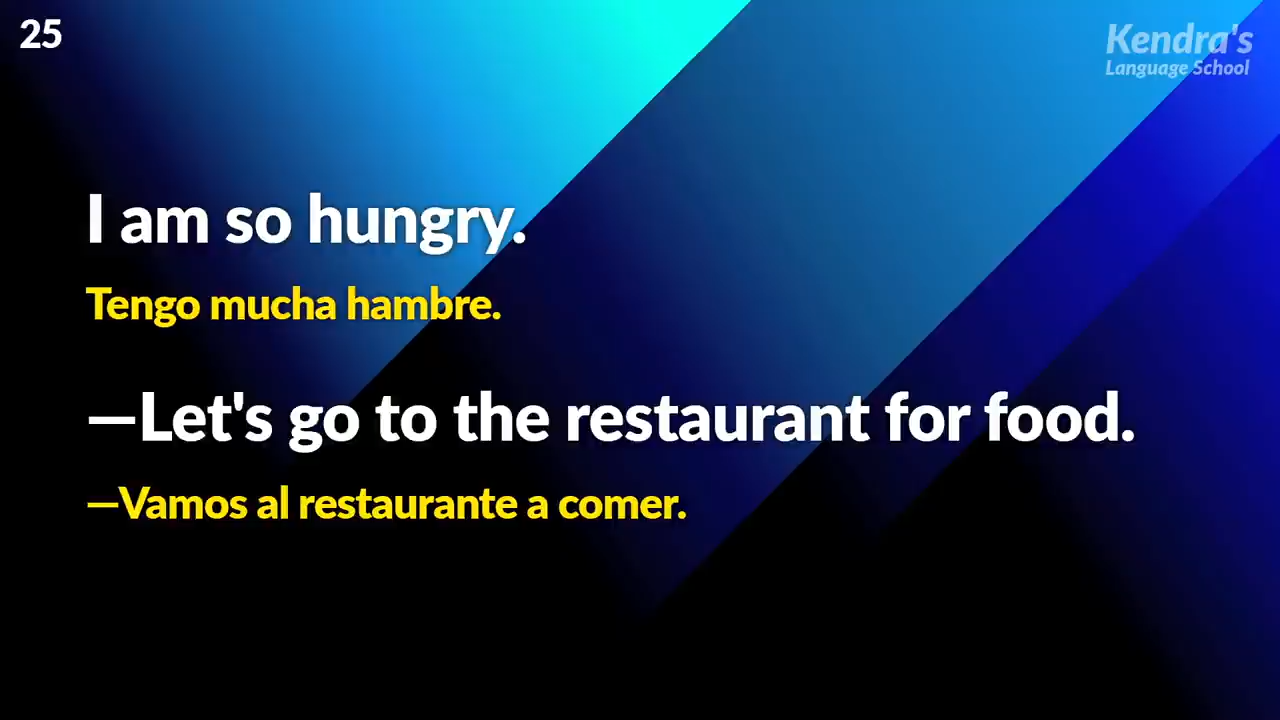 25
Kendra's
Language School
I am so hungry.
Tengo mucha hambre.
—Let's go to the restaurant for food.
—Vamos al restaurante a comer.